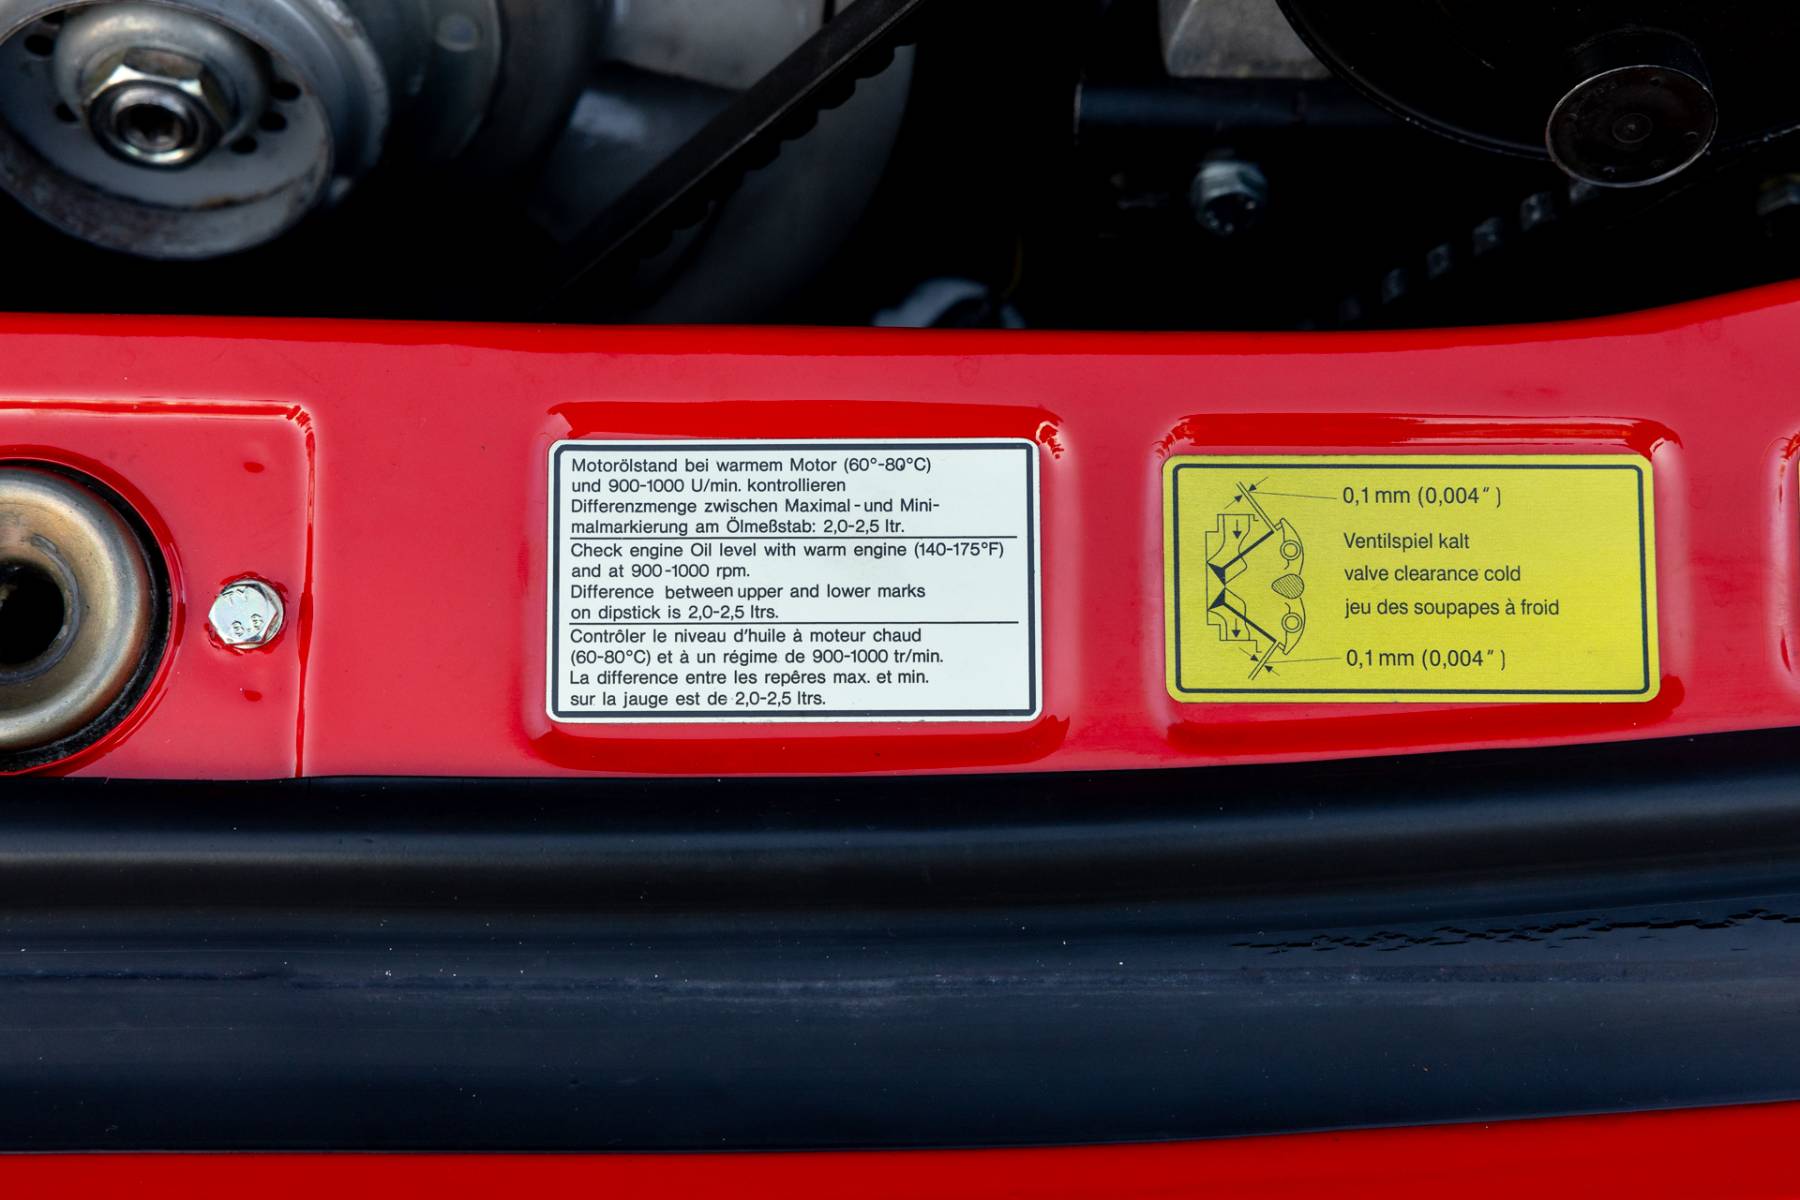 Motorölstand bei warmem Motor (60°-80°C)
und 900-1000 U/min. kontrollieren
Differenzmenge zwischen Maximal-und Mini-
malmarkierung am Ölmeßstab: 2,0-2,5 ltr.
Check engine Oil level with warm engine (140-175°F)
and at 900-1000 rpm.
Difference between upper and lower marks
on dipstick is 2,0-2,5 ltrs.
Contrôler le niveau d'huile à moteur chaud
(60-80°C) et à un régime de 900-1000 tr/min.
La difference entre les repêres max. et min.
sur la jauge est de 2,0-2,5 ltrs.
0,1 mm (0,004")
Ventilspiel kalt
valve clearance cold
jeu des soupapes à froid
0,1 mm (0,004")
8.8